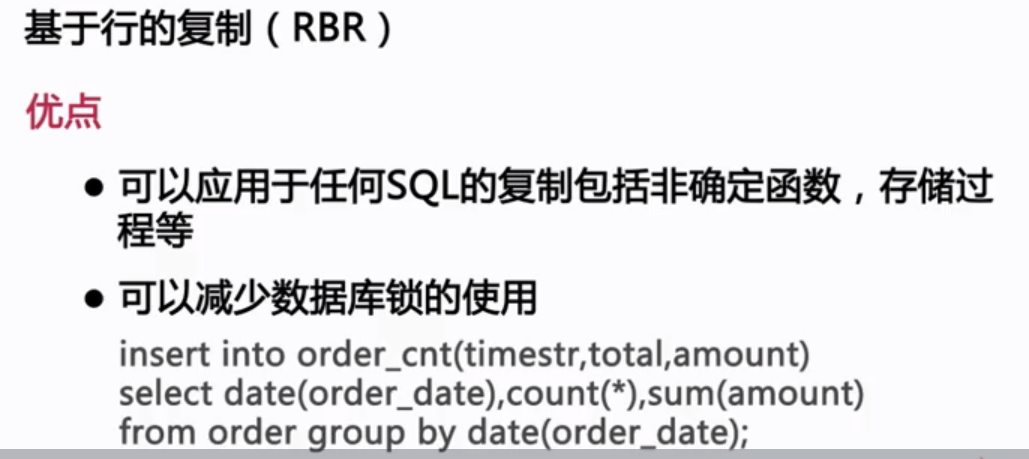 基于行的复制（RBR）
优点
● 可以应用于任何SQL的复制包括非确定函数，存储过
程等
● 可以减少数据库锁的使用
insert into order_cnt(timestr,total,amount)
select date(order_date),count(*),sum(amount)
from order group by date(order_date);